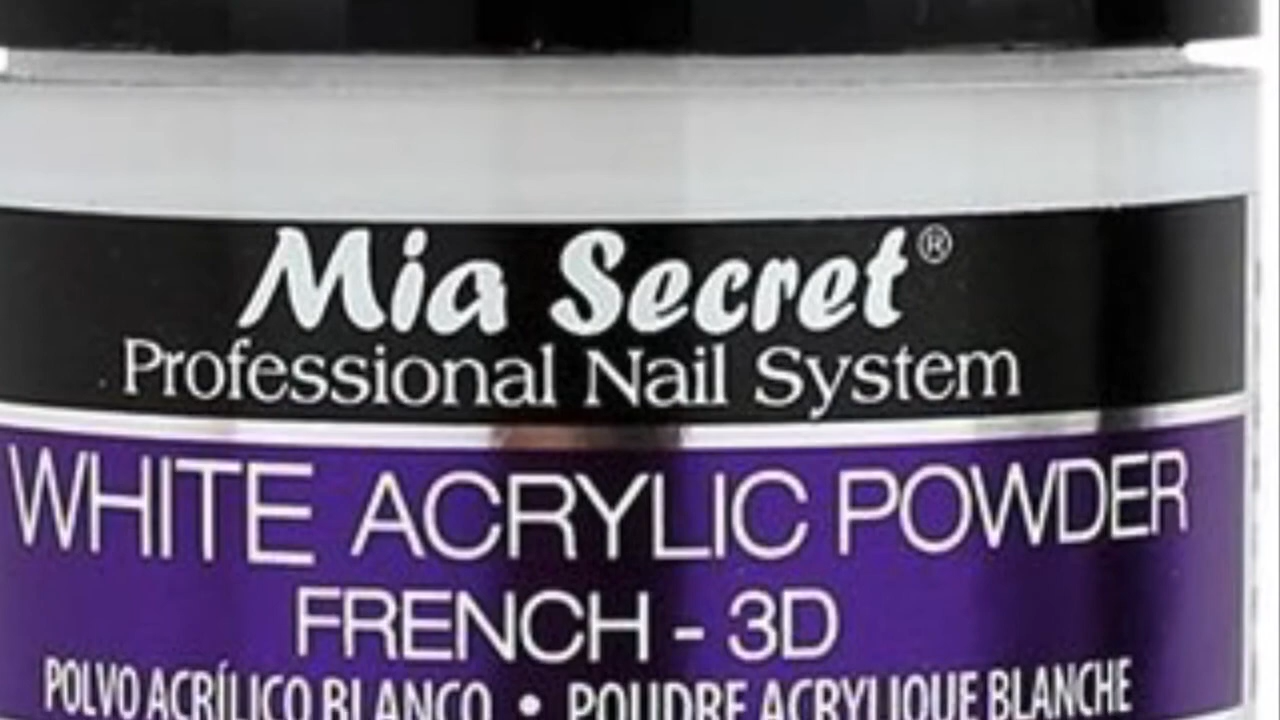 Mia Secret®
Professional Nail System
WHITE ACRYLIC POWDER
FRENCH - 3D
POLVO ACRÍLICO BLANCO • POUDRE ACRYLIQUE BLANCHE